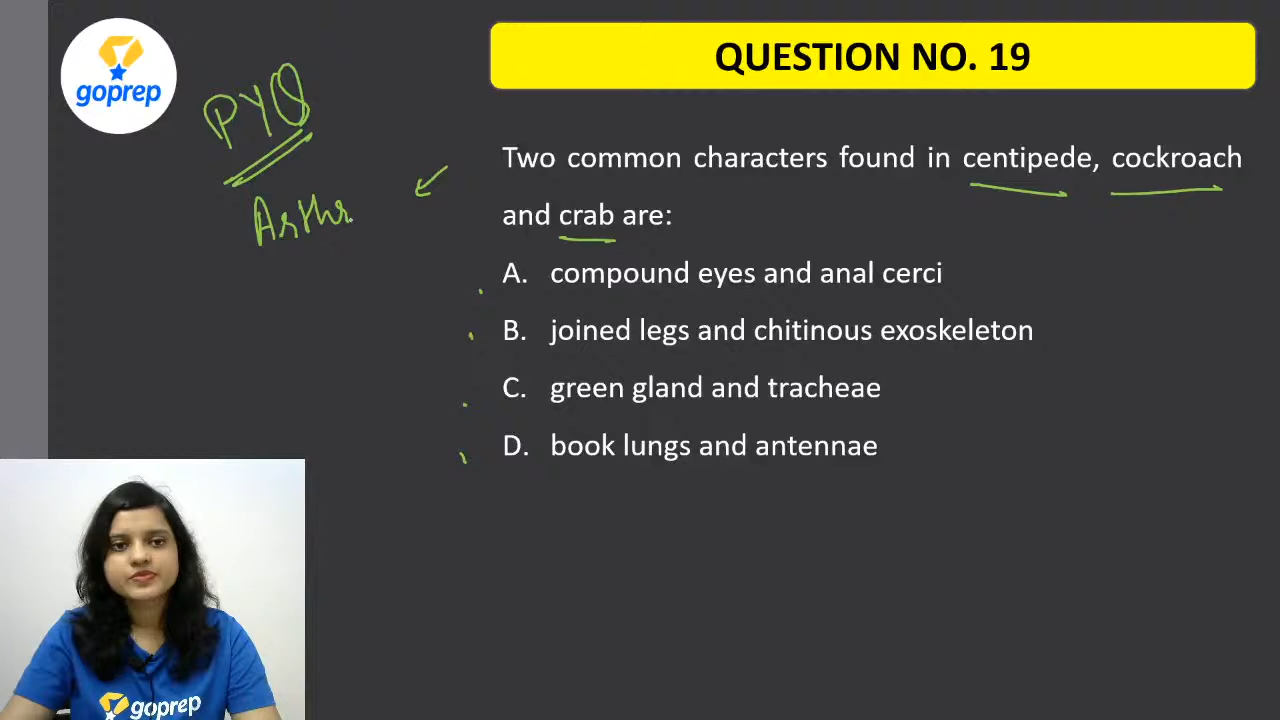 goprep
PYQ
Arthr
QUESTION NO. 19
Two common characters found in centipede, cockroach
and crab are:
A. compound eyes and anal cerci
B. joined legs and chitinous exoskeleton
C. green gland and tracheae
D. book lungs and antennae
goprep